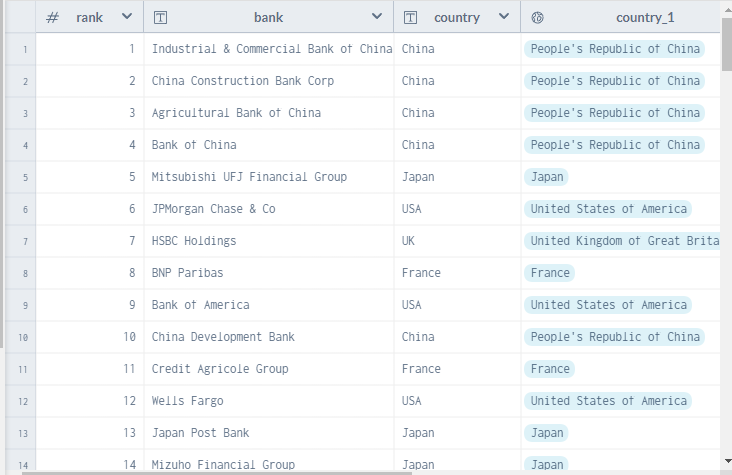 # rank T bank T country country_1
1 1 Industrial & Commercial Bank of China China People's Republic of China
2 2 China Construction Bank Corp China People's Republic of China
3 3 Agricultural Bank of China China People's Republic of China
4 4 Bank of China China People's Republic of China
5 5 Mitsubishi UFJ Financial Group Japan Japan
6 6 JPMorgan Chase & Co USA United States of America
7 7 HSBC Holdings UK United Kingdom of Great Brita
8 8 BNP Paribas France France
9 9 Bank of America USA United States of America
10 10 China Development Bank China People's Republic of China
11 11 Credit Agricole Group France France
12 12 Wells Fargo USA United States of America
13 13 Japan Post Bank Japan Japan
14 14 Mizuho Financial Group Japan Japan